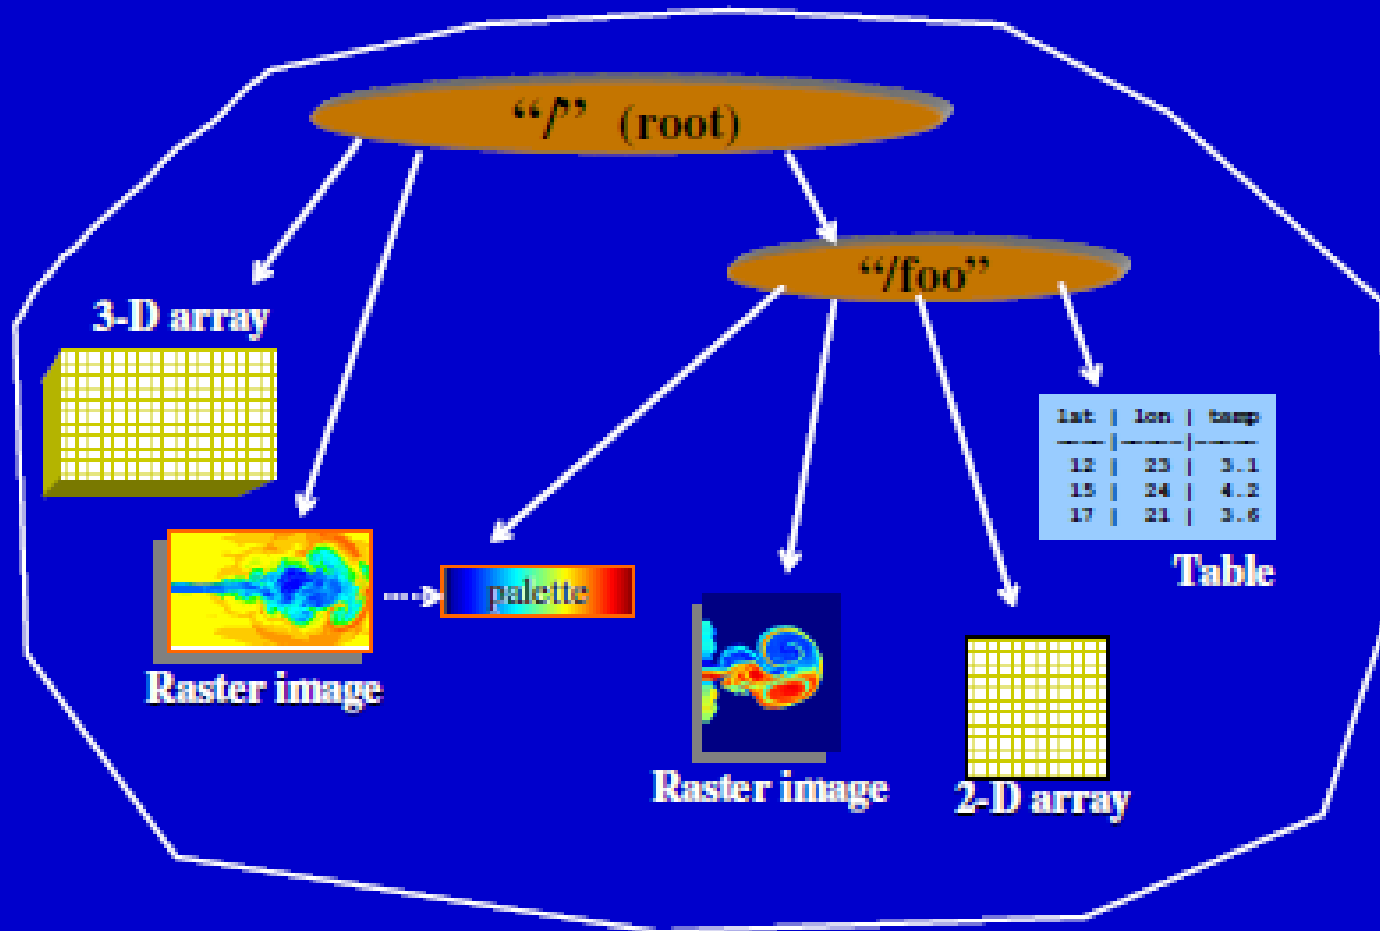 “/” (root)
“/foo”
3-D array
lat | lon | temp
----|-----|-----
12 | 23 | 3.1
15 | 24 | 4.2
17 | 21 | 3.6
Table
palette
Raster image
Raster image
2-D array